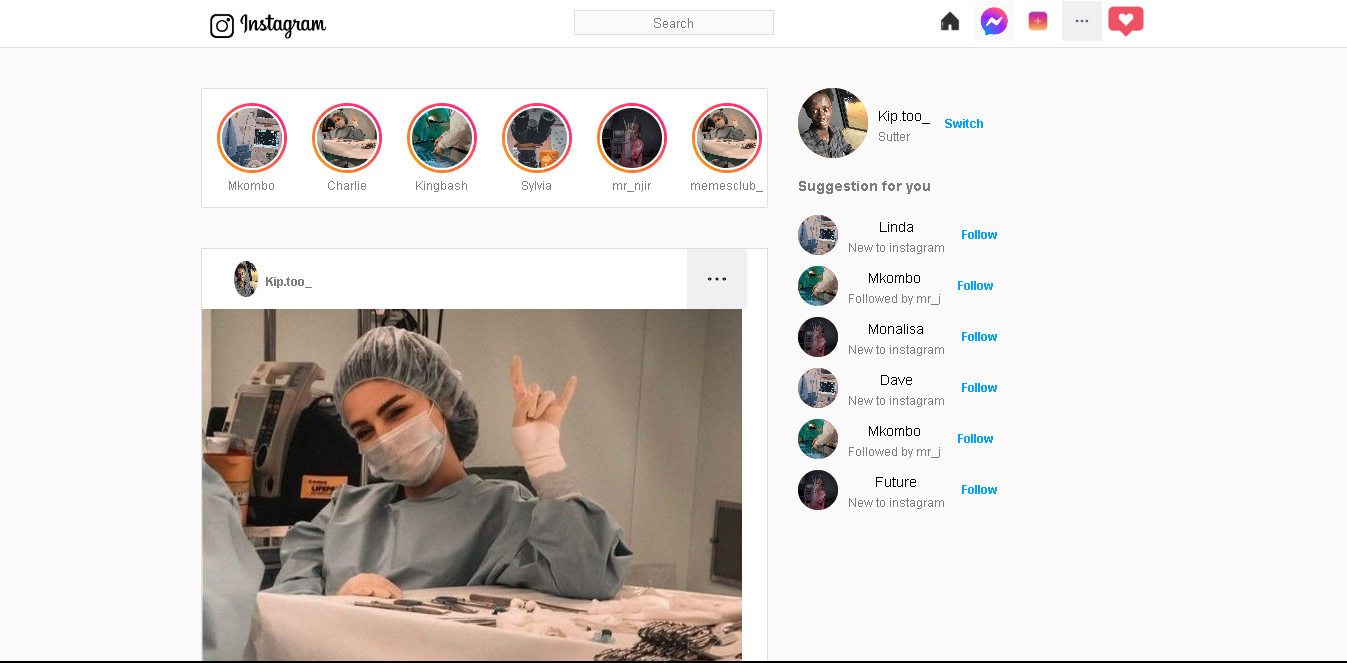 Instagram
Search
Mkombo
Charlie
Kingbash
Sylvia
mr_njir
memesclub_
Kip.too_
Sutter
Switch
Suggestion for you
Linda
New to instagram
Follow
Mkombo
Followed by mr_j
Follow
Monalisa
New to instagram
Follow
Dave
New to instagram
Follow
Mkombo
Followed by mr_j
Follow
Future
New to instagram
Follow
Kip.too_
LIFEPA